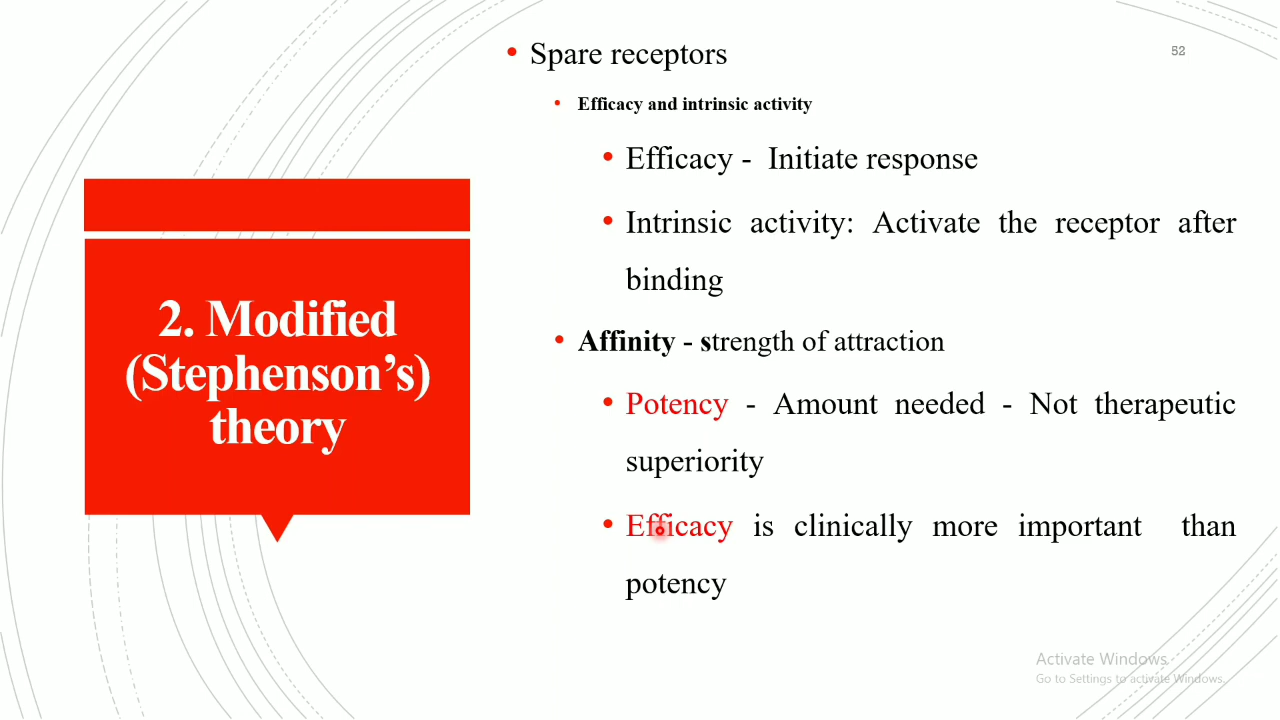 52
2. Modified
(Stephenson’s)
theory
• Spare receptors
• Efficacy and intrinsic activity
• Efficacy - Initiate response
• Intrinsic activity: Activate the receptor after
binding
• Affinity - strength of attraction
• Potency - Amount needed - Not therapeutic
superiority
• Efficacy is clinically more important than
potency
Activate Windows
Go to Settings to activate Windows.